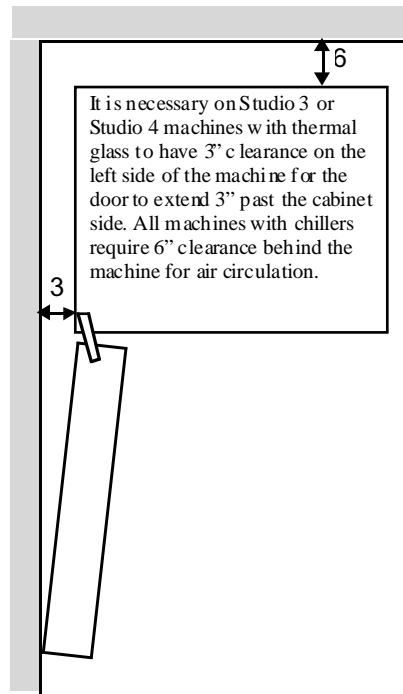 6
It is necessary on Studio 3 or
Studio 4 machines with thermal
glass to have 3" clearance on the
left side of the machine for the
door to extend 3" past the cabinet
side. All machines with chillers
require 6" clearance behind the
machine for air circulation.
3